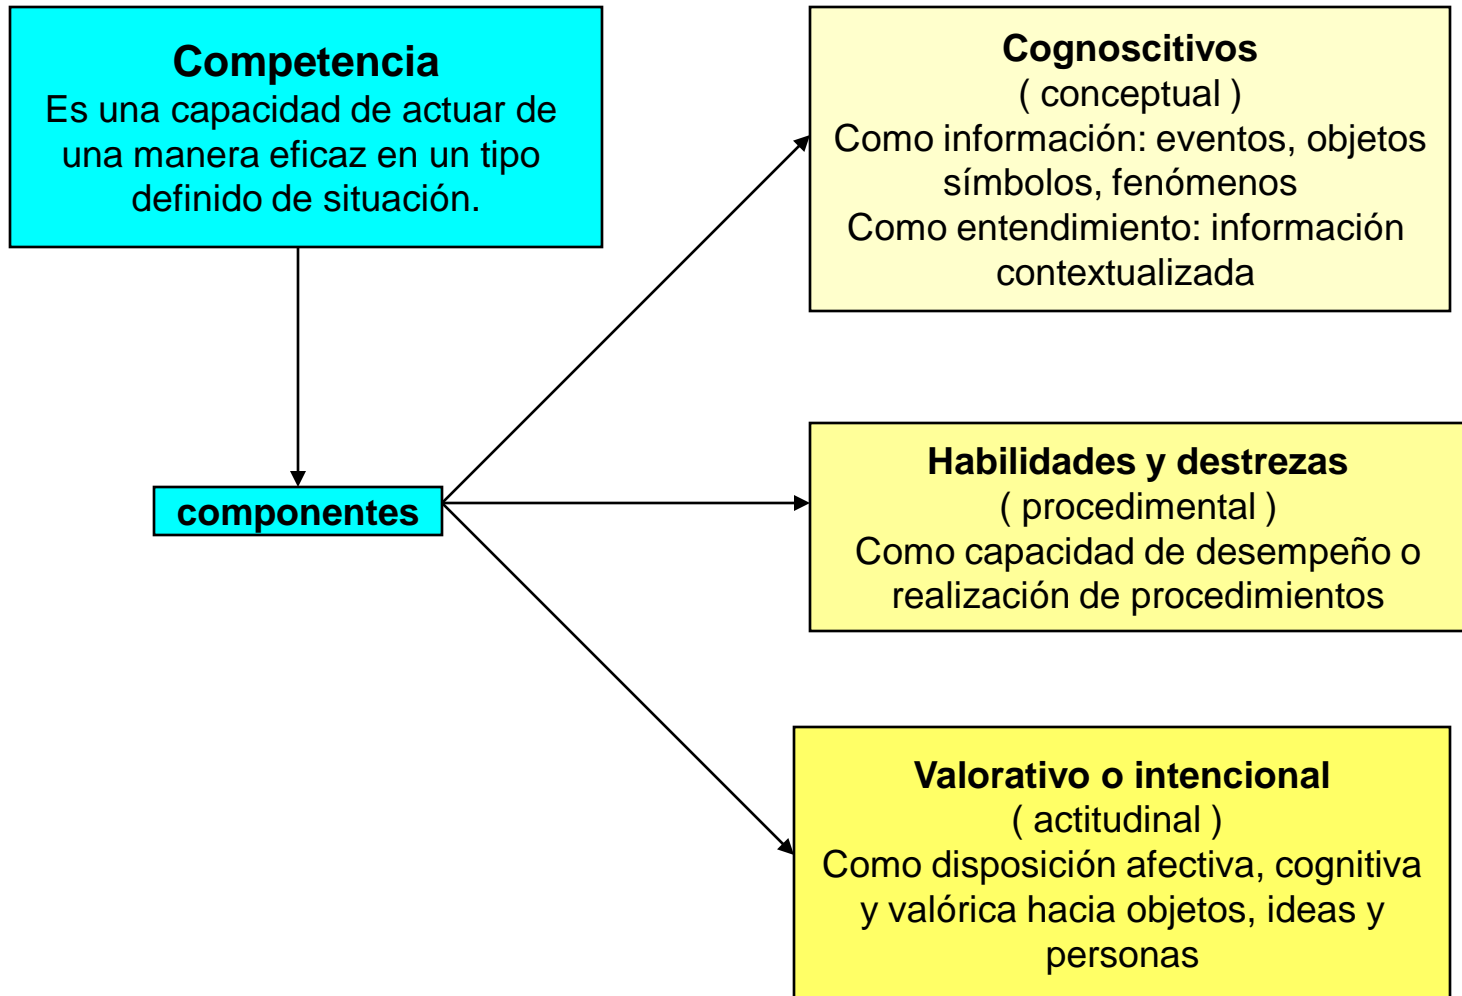 Competencia
Es una capacidad de actuar de
una manera eficaz en un tipo
definido de situación.
componentes
Cognoscitivos
( conceptual )
Como información: eventos, objetos
símbolos, fenómenos
Como entendimiento: información
contextualizada
Habilidades y destrezas
( procedimental )
Como capacidad de desempeño o
realización de procedimientos
Valorativo o intencional
( actitudinal )
Como disposición afectiva, cognitiva
y valórica hacia objetos, ideas y
personas